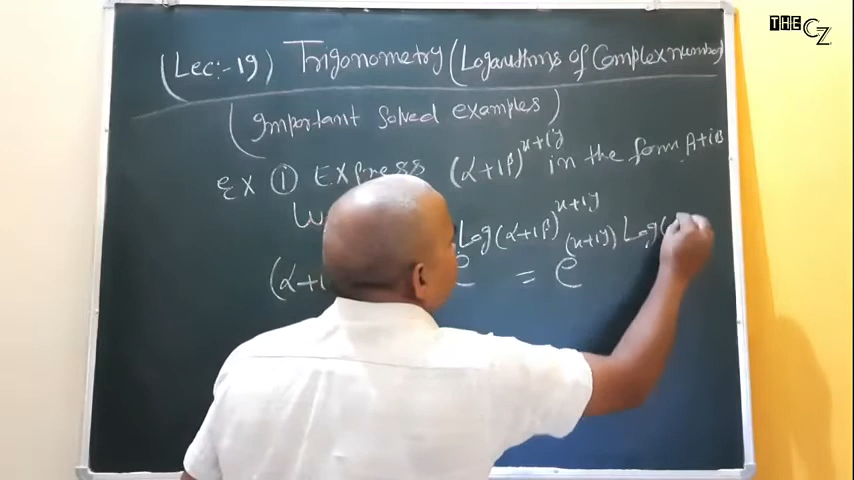 THE CZ
(Lec:-19) Trigonometry (Logarithms of Complex number)
(Important Solved examples)
Ex ① Express (α+iβ)^x+iy in the form A+iB
Log(α+iβ)^x+iy
(α+i e = e^(x+iy) Log(